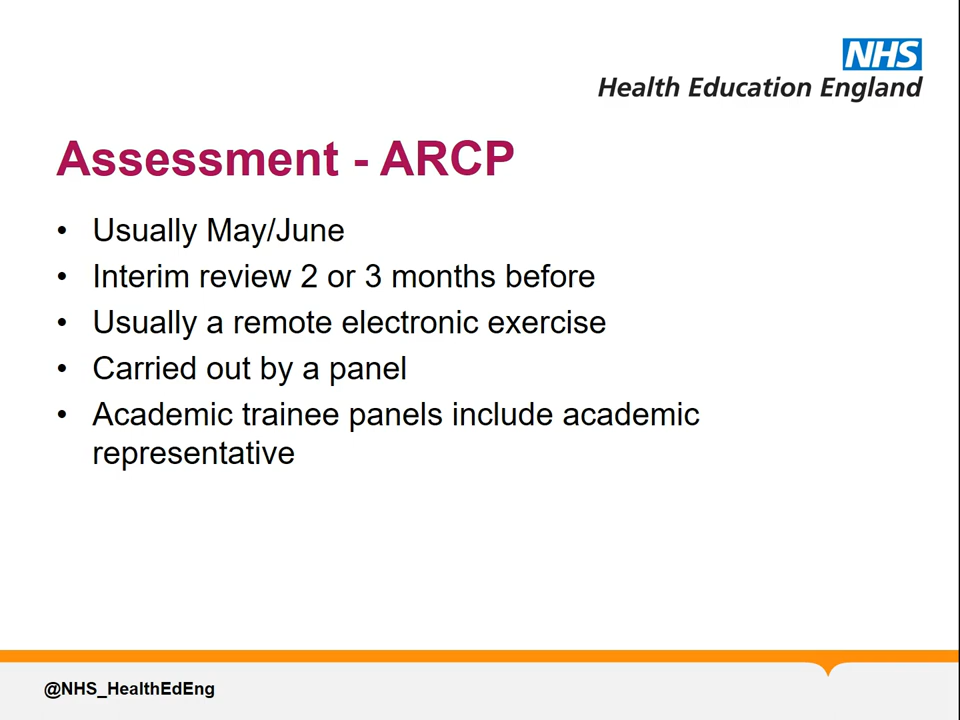 NHS
Health Education England
Assessment - ARCP
• Usually May/June
• Interim review 2 or 3 months before
• Usually a remote electronic exercise
• Carried out by a panel
• Academic trainee panels include academic
representative
@NHS_HealthEdEng